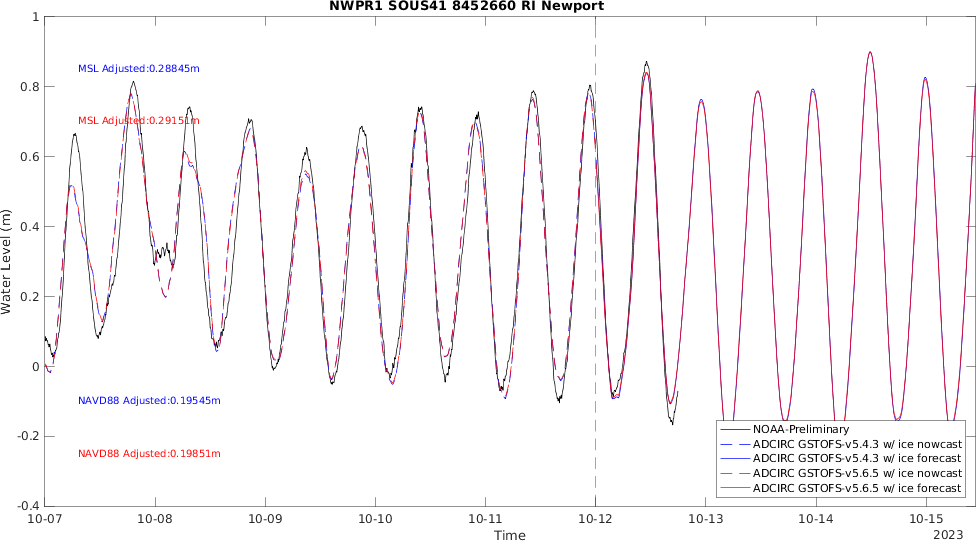 NWPR1 SOUS41 8452660 RI Newport
1
0.8
0.6
0.4
0.2
0
-0.2
-0.4
Water Level (m)
MSL Adjusted:0.28845m
MSL Adjusted:0.29151m
NAVD88 Adjusted:0.19545m
NAVD88 Adjusted:0.19851m
NOAA-Preliminary
ADCIRC GSTOFS-v5.4.3 w/ ice nowcast
ADCIRC GSTOFS-v5.4.3 w/ ice forecast
ADCIRC GSTOFS-v5.6.5 w/ ice nowcast
ADCIRC GSTOFS-v5.6.5 w/ ice forecast
10-07 10-08 10-09 10-10 10-11 10-12 10-13 10-14 10-15
Time
2023